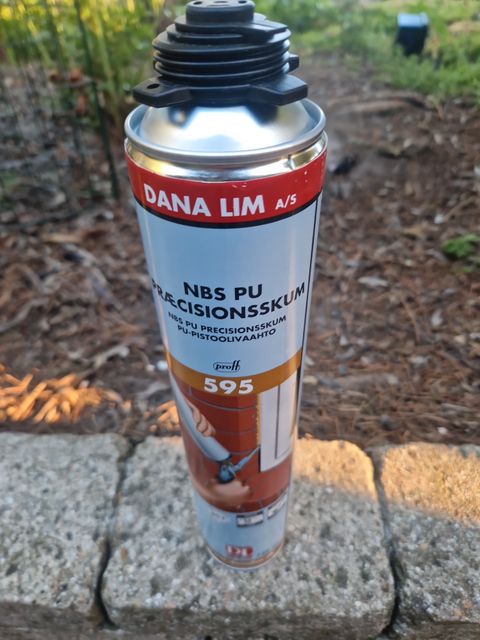 DANA LIM A/S
NBS PU
PRÆCISIONSSKUM
NBS PU PRECISIONSSKUM
PU-PISTOOLIVAAHTO
proff
595